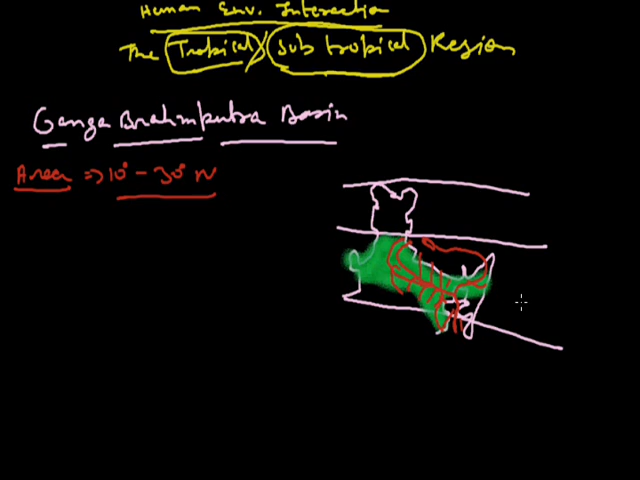 Human Env. Interaction
The Tropical/Sub tropical Region
Ganga Brahmputra Basin
Area => 10° - 30° N